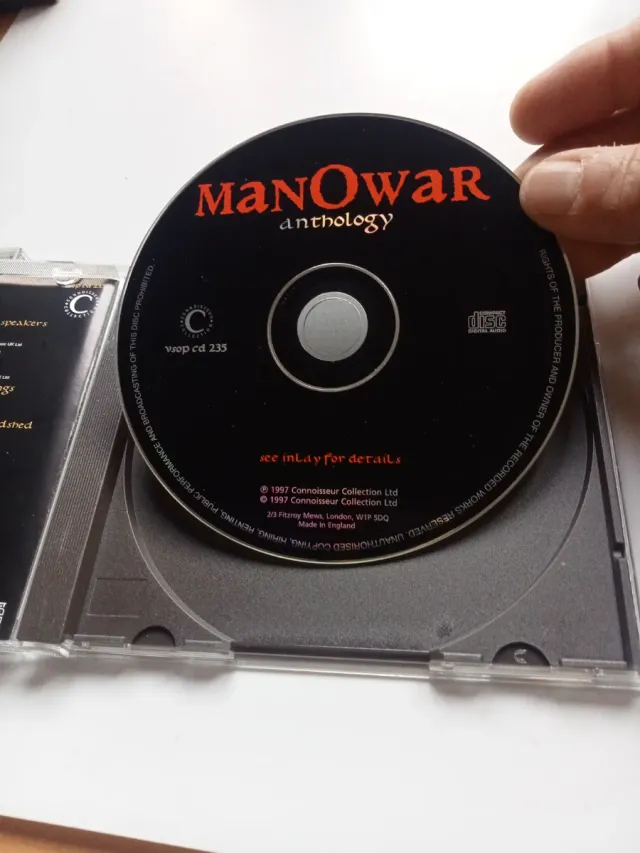 MANOWAR
anthology
C
vsop cd 235
COMPACT
disc
DIGITAL AUDIO
see inlay for details
℗ 1997 Connoisseur Collection Ltd
© 1997 Connoisseur Collection Ltd
2/3 Fitzroy Mews, London, W1P 5DQ
Made in England
RIGHTS OF THE PRODUCER AND OWNER OF THE RECORDED WORKS RESERVED. UNAUTHORISED COPYING, HIRING, RENTING, PUBLIC PERFORMANCE AND BROADCASTING OF THIS DISC PROHIBITED.
C
speakers